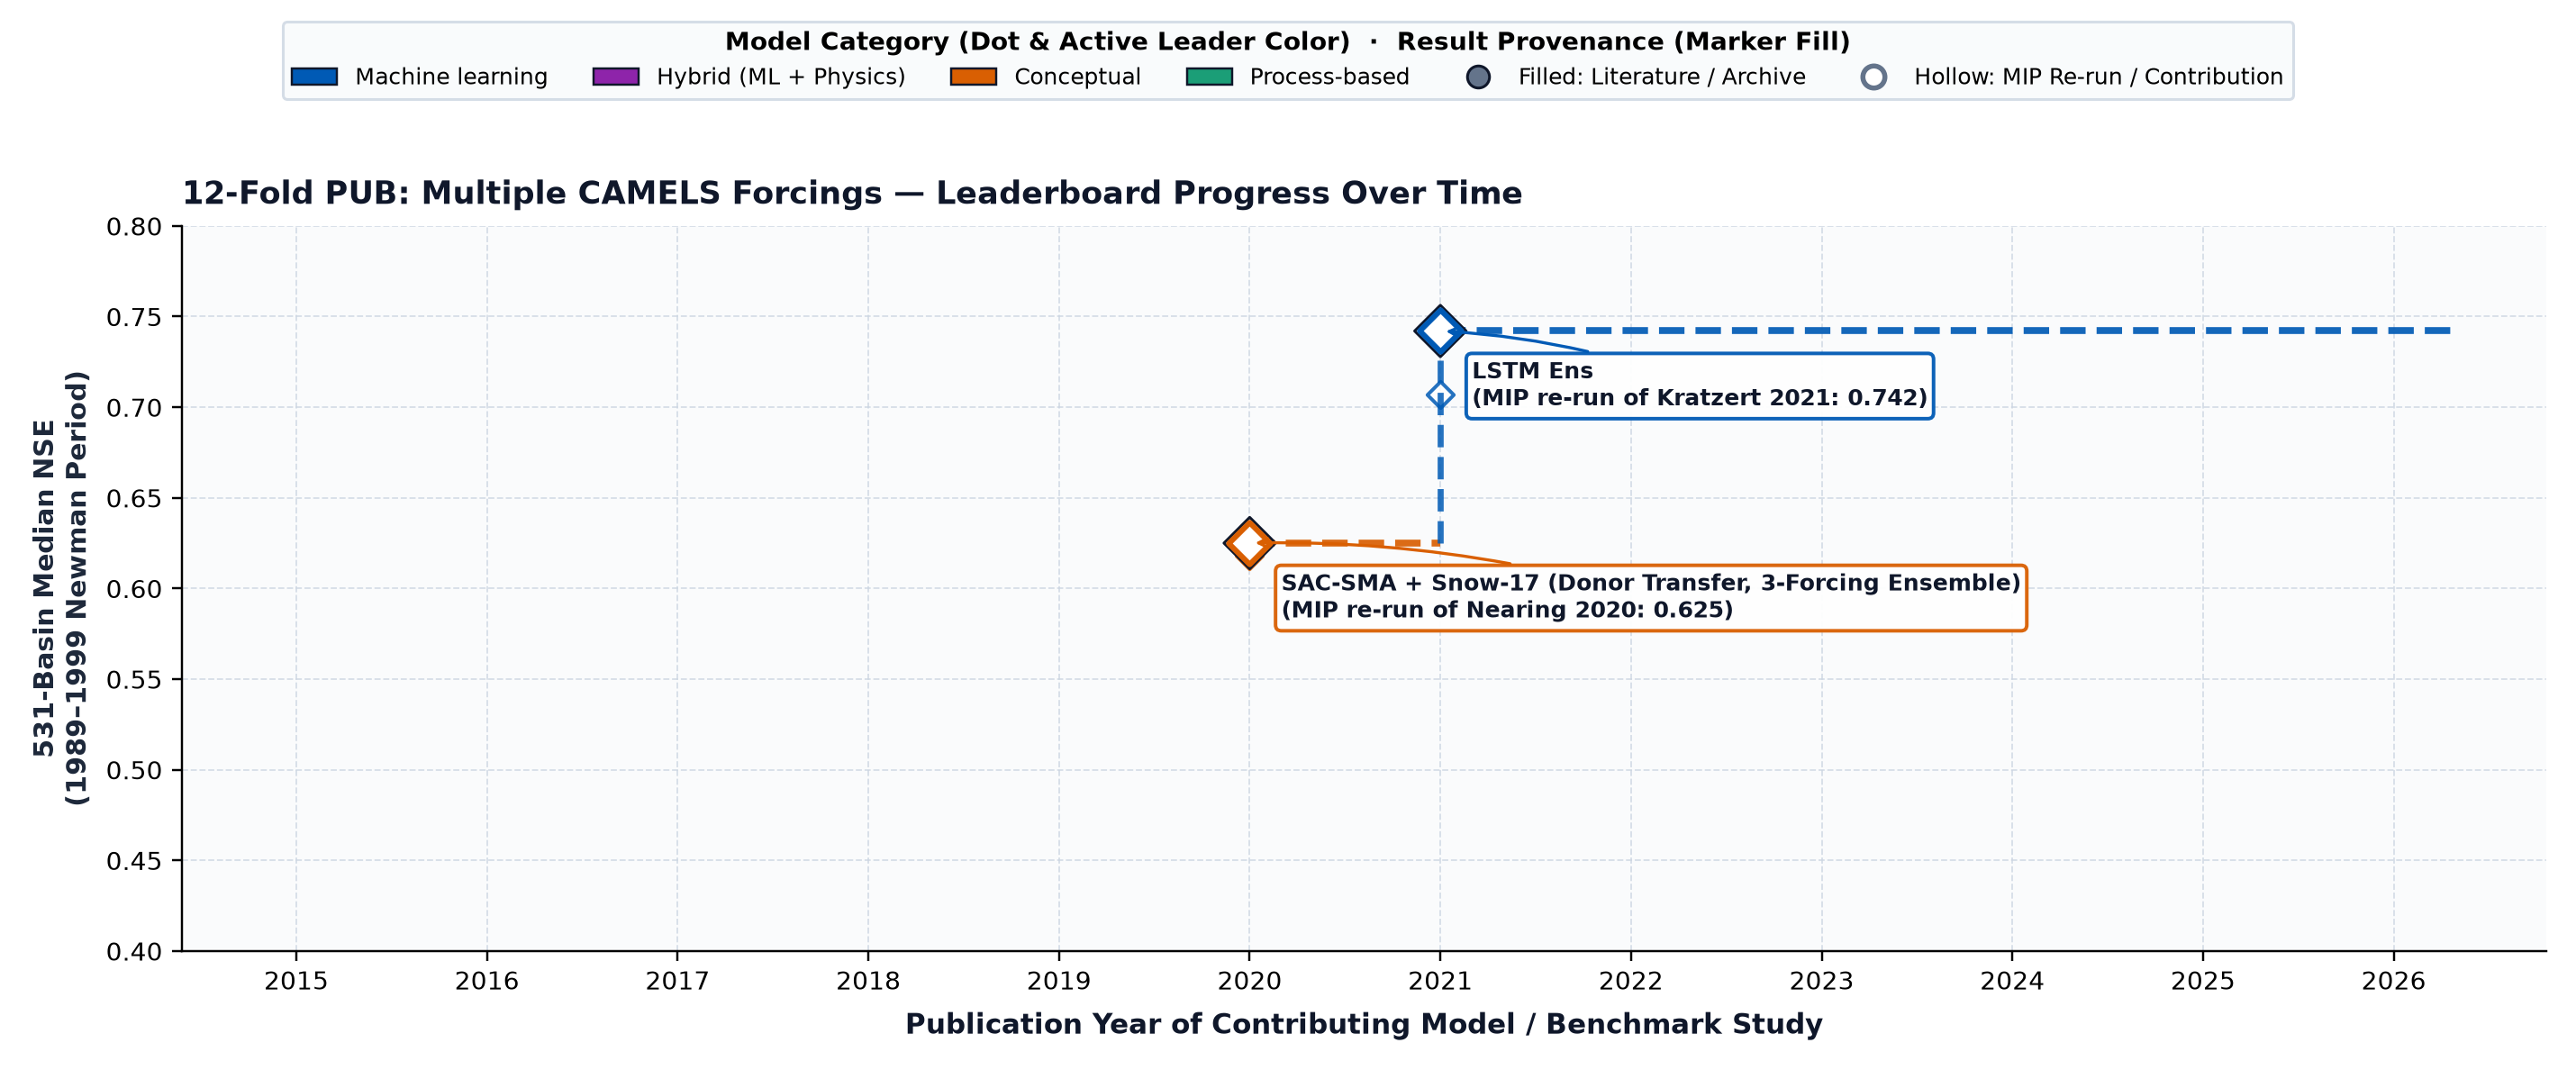 Model Category (Dot & Active Leader Color)  ·  Result Provenance (Marker Fill)
Machine learning
Hybrid (ML + Physics)
Conceptual
Process-based
Filled: Literature / Archive
Hollow: MIP Re-run / Contribution
12-Fold PUB: Multiple CAMELS Forcings — Leaderboard Progress Over Time
531-Basin Median NSE
(1989–1999 Newman Period)
0.80
0.75
0.70
0.65
0.60
0.55
0.50
0.45
0.40
LSTM Ens
(MIP re-run of Kratzert 2021: 0.742)
SAC-SMA + Snow-17 (Donor Transfer, 3-Forcing Ensemble)
(MIP re-run of Nearing 2020: 0.625)
2015
2016
2017
2018
2019
2020
2021
2022
2023
2024
2025
2026
Publication Year of Contributing Model / Benchmark Study